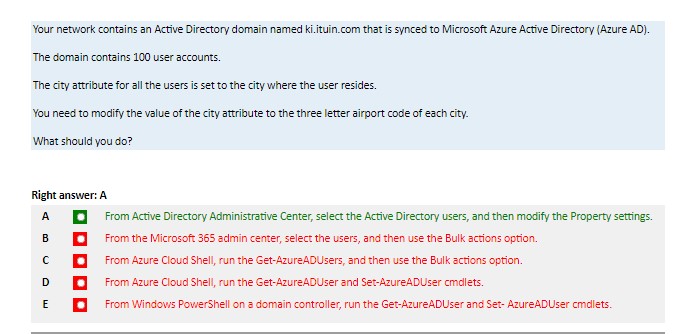 Your network contains an Active Directory domain named ki.ituin.com that is synced to Microsoft Azure Active Directory (Azure AD).
The domain contains 100 user accounts.
The city attribute for all the users is set to the city where the user resides.
You need to modify the value of the city attribute to the three letter airport code of each city.
What should you do?
Right answer: A
A From Active Directory Administrative Center, select the Active Directory users, and then modify the Property settings.
B From the Microsoft 365 admin center, select the users, and then use the Bulk actions option.
C From Azure Cloud Shell, run the Get-AzureADUsers, and then use the Bulk actions option.
D From Azure Cloud Shell, run the Get-AzureADUser and Set-AzureADUser cmdlets.
E From Windows PowerShell on a domain controller, run the Get-AzureADUser and Set- AzureADUser cmdlets.